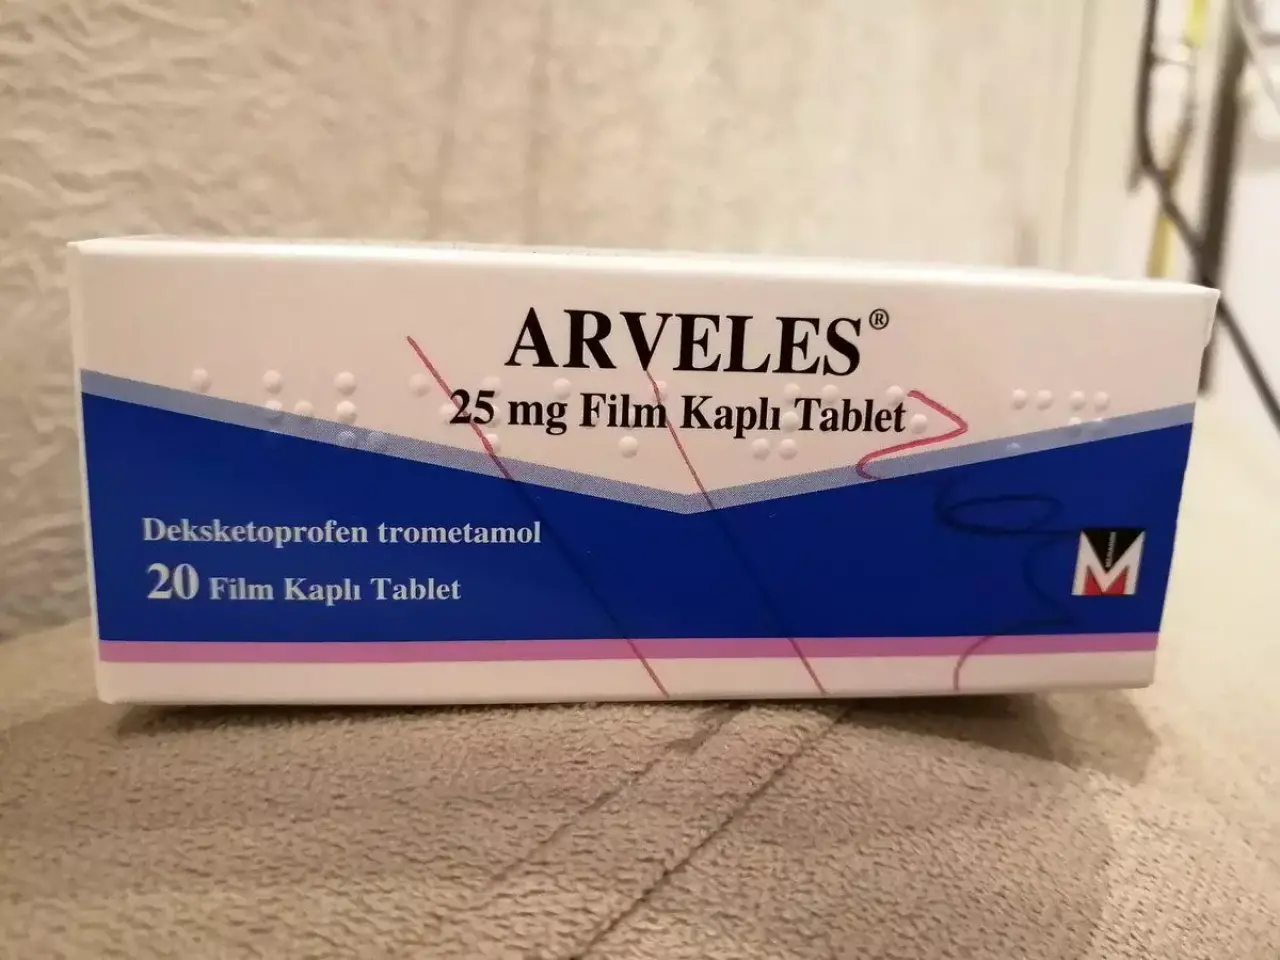 ARVELES®
25 mg Film Kaplı Tablet
Deksketoprofen trometamol
20 Film Kaplı Tablet
M